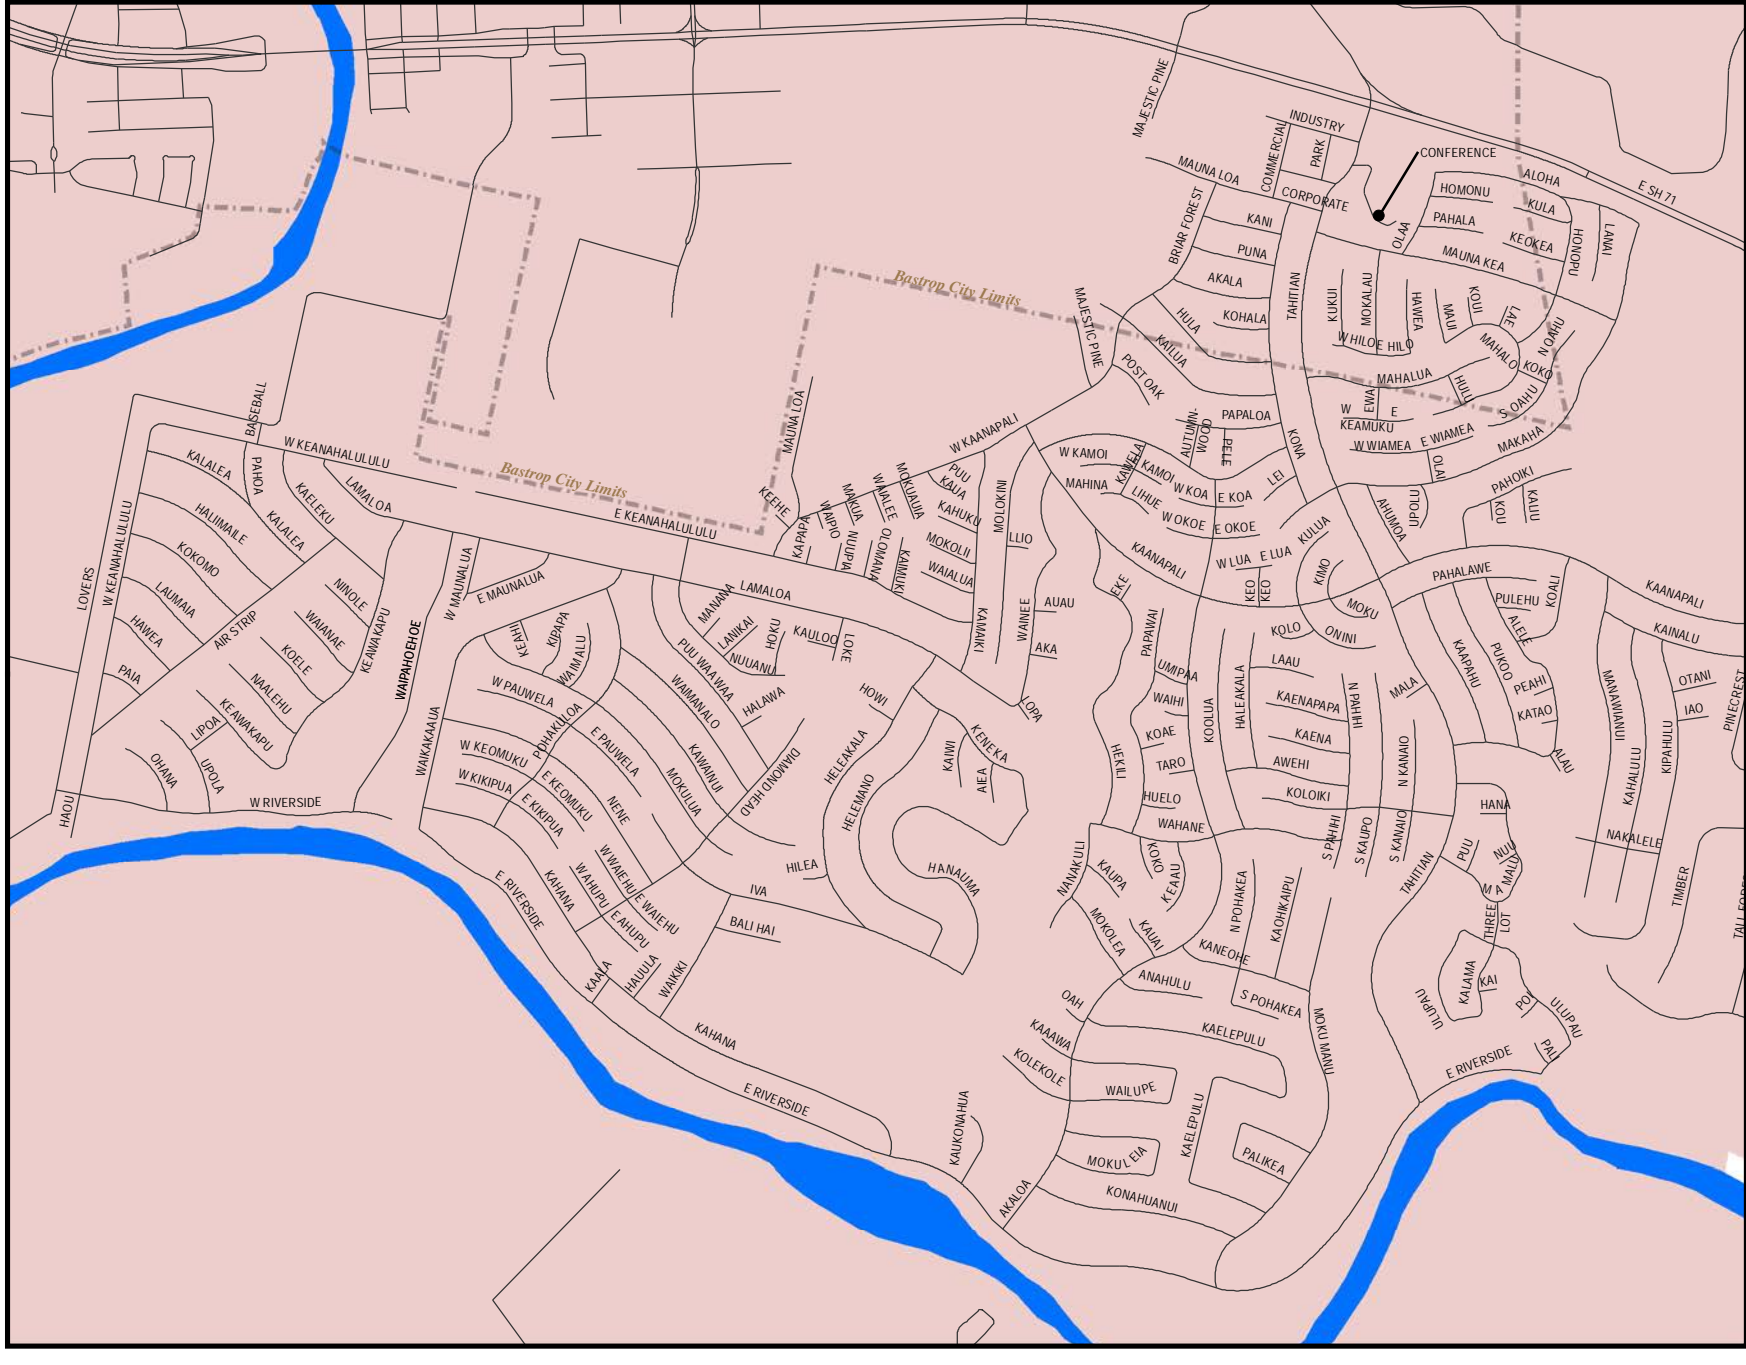 MAJESTIC PINE
INDUSTRY
COMMERCIAL
PARK
CONFERENCE
MAUNA LOA
CORPORATE
ALOHA
E SH 71
HOMONU
KULA
PAHALA
OLAA
KEOKEA
HONOPU
LANAI
MAUNA KEA
BRIAR FOREST
KANI
PUNA
AKALA
KOHALA
HULA
KAILUA
TAHITIAN
KUKUI
MOKALAU
HAWEA
MAUI
KOUI
LAE
N OAHU
W HILO
E HILO
MAHALO
KOKO
MAHALUA
HULU
S OAHU
Bastrop City Limits
MAJESTIC PINE
POST OAK
EWA
W
E
KEAMUKU
W WIAMEA
E WIAMEA
MAKAHA
OLAI
PAPALOA
AUTUMN-
WOOD
PELE
KONA
LEI
W KAANAPALI
W KAMOI
KAWELA
KAMOI
MAHINA
LIHUE
W KOA
E KOA
W OKOE
E OKOE
KULUA
AHUMOA
UPOLU
PAHOIKI
KOU
KALIU
BASEBALL
W KEANAHALULULU
KALALEA
PAHOA
KAELEKU
LAMALOA
Bastrop City Limits
E KEANAHALULULU
MAUNA LOA
KEEHE
KAPAPA
WAIPIO
MAKUA
WAIALEE
MOKUAUIA
PUU
KAUA
KAHUKU
MOKOLII
WAIALUA
NUUPIA
OLOMANA
KAIMUKI
MOLOKINI
LLIO
KAMAKI
WAINEE
AUAU
AKA
LOPA
HALIIMAILE
KALALEA
KOKOMO
LAUMAIA
HAWEA
PAIA
LOVERS
W KEANAHALULULU
AIR STRIP
NINOLE
WAIANAE
KOELE
NAALEHU
KEAWAKAPU
KEAWAKAPU
LIPOA
UPOLA
OHANA
HAOU
W RIVERSIDE
WAIPAHOEHOE
W MAUNALUA
E MAUNALUA
KEAHI
KIPAPA
WAIMALU
WAIKAKAAUA
W PAUWELA
POHAKULOA
E PAUWELA
W KEOMUKU
E KEOMUKU
W KIKIPUA
E KIKIPUA
NENE
MOKULUA
KAWAINUI
WAIMANALO
PUU WAAWAA
MANANA
LANIKAI
UKOHI
NUUANU
KAULOO
LOKE
LAMALOA
HALAWA
DIAMOND HEAD
HOWI
HELEAKALA
HELEMANO
KENEKA
KAIWI
AIEA
HANAUMA
HILEA
IVA
BALI HAI
W WAIEHU
E WAIEHU
W AHUPU
E AHUPU
KAHANA
E RIVERSIDE
KAALA
HAUULA
WAIKIKI
KAHANA
E RIVERSIDE
KAUKONAHUA
AKALOA
KAANAPALI
EKE
W LUA
E LUA
KEO
KEO
KIMO
MOKU
KOLO
ONINI
PAPAWAI
UMIPAA
WAIHI
KOAE
TARO
HUELO
WAHANE
HEKILI
KOOLUA
HALEAKALA
LAAU
KAENAPAPA
KAENA
AWEHI
KOLOIKI
N PAHIHI
MALA
N KANAIO
S PAHIHI
S KAUPO
S KANAIO
TAHITIAN
PAHALAWE
PULEHU
KOALI
ALELE
KAAPAHU
PUKOO
PEAHI
KATAO
ALAU
KAANAPALI
KAINALU
OTANI
IAO
PINECREST
MANAWIANUI
KAHALULU
KIPAHULU
NAKALELE
TIMBER
HANA
PUU
NUU
MA MALU
THREE
LOT
KALAMA
KAI
POI
ULUPAU
ULUPAU
PALI
E RIVERSIDE
NANAKULI
KAUPA
KOKO
KEAAU
MOKOLEA
KAUAI
KANEOHE
N POHAKEA
KAOHIKAIPU
ANAHULU
S POHAKEA
OAH
KAAAWA
KOLEKOLE
KAELEPULU
WAILUPE
MOKU MANU
KAELEPULU
MOKULEIA
PALIKEA
KONAHUANUI